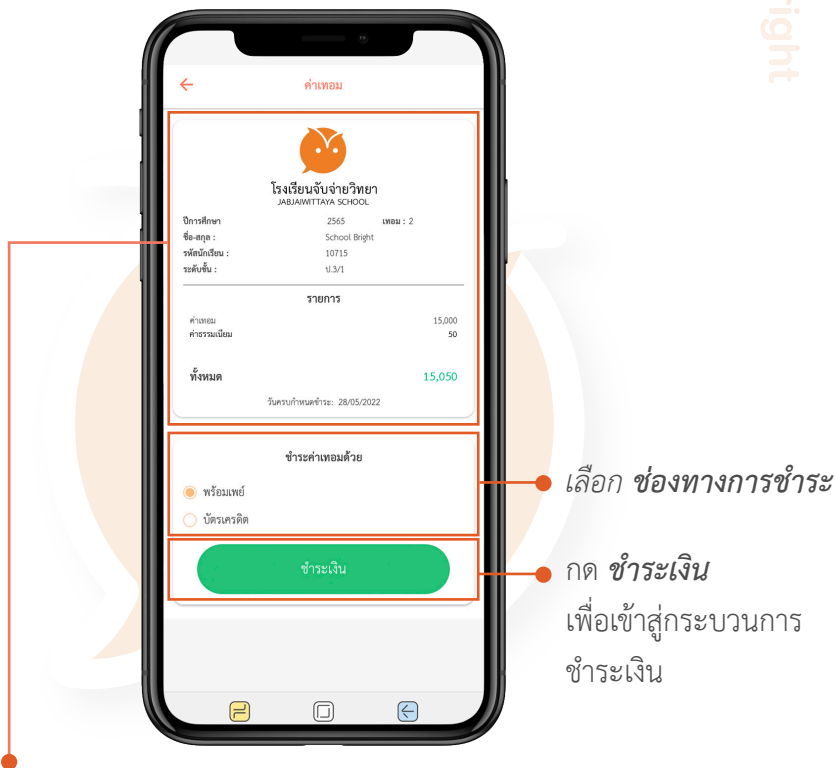 right
ค่าเทอม
โรงเรียนจับจ่ายวิทยา
JABJAIWITTAYA SCHOOL
ปีการศึกษา 2565 เทอม : 2
ชื่อ-สกุล : School Bright
รหัสนักเรียน : 10715
ระดับชั้น : ป.3/1
รายการ
ค่าเทอม 15,000
ค่าธรรมเนียม 50
ทั้งหมด 15,050
วันครบกำหนดชำระ: 28/05/2022
ชำระค่าเทอมด้วย
พร้อมเพย์
บัตรเครดิต
ชำระเงิน
เลือก ช่องทางการชำระ
กด ชำระเงิน
เพื่อเข้าสู่กระบวนการ
ชำระเงิน